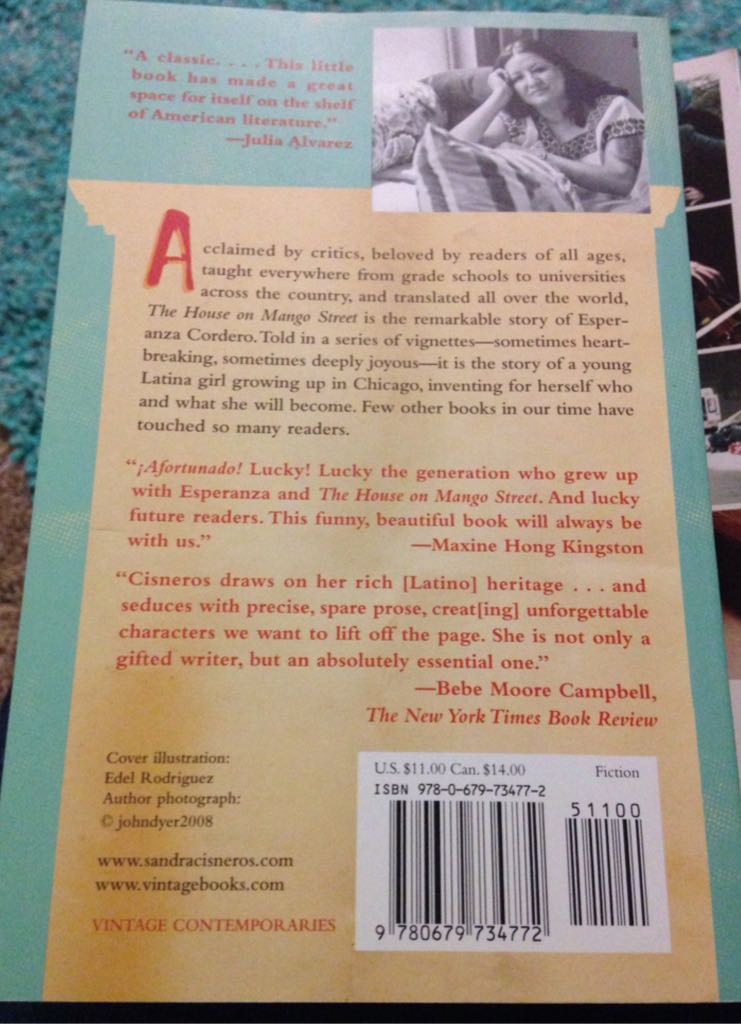 "A classic. . . . This little
book has made a great
space for itself on the shelf
of American literature."
—Julia Alvarez
Acclaimed by critics, beloved by readers of all ages,
taught everywhere from grade schools to universities
across the country, and translated all over the world,
The House on Mango Street is the remarkable story of Esper-
anza Cordero. Told in a series of vignettes—sometimes heart-
breaking, sometimes deeply joyous—it is the story of a young
Latina girl growing up in Chicago, inventing for herself who
and what she will become. Few other books in our time have
touched so many readers.
"¡Afortunado! Lucky! Lucky the generation who grew up
with Esperanza and The House on Mango Street. And lucky
future readers. This funny, beautiful book will always be
with us."
—Maxine Hong Kingston
"Cisneros draws on her rich [Latino] heritage . . . and
seduces with precise, spare prose, creat[ing] unforgettable
characters we want to lift off the page. She is not only a
gifted writer, but an absolutely essential one."
—Bebe Moore Campbell,
The New York Times Book Review
Cover illustration:
Edel Rodriguez
Author photograph:
© johndyer2008
www.sandracisneros.com
www.vintagebooks.com
VINTAGE CONTEMPORARIES
U.S. $11.00 Can. $14.00 Fiction
ISBN 978-0-679-73477-2
51100
9 780679 734772